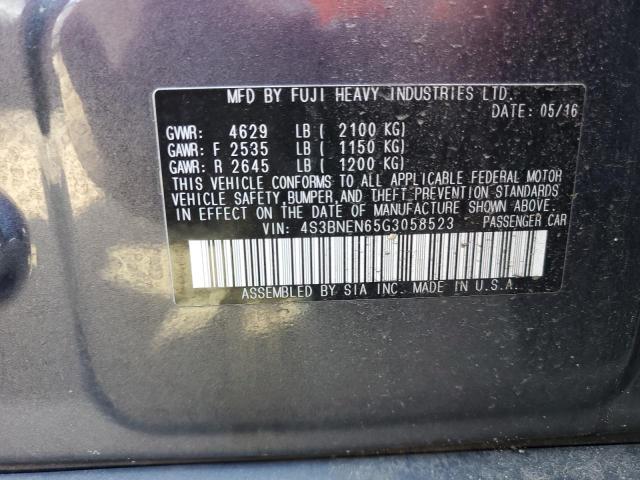 MFD BY FUJI HEAVY INDUSTRIES LTD.
DATE: 05/16
GVWR: 4629 LB ( 2100 KG)
GAWR: F 2535 LB ( 1150 KG)
GAWR: R 2645 LB ( 1200 KG)
THIS VEHICLE CONFORMS TO ALL APPLICABLE FEDERAL MOTOR
VEHICLE SAFETY, BUMPER, AND THEFT PREVENTION STANDARDS
IN EFFECT ON THE DATE OF MANUFACTURE SHOWN ABOVE.
VIN: 4S3BNEN65G3058523 PASSENGER CAR
ASSEMBLED BY SIA INC. MADE IN U.S.A.